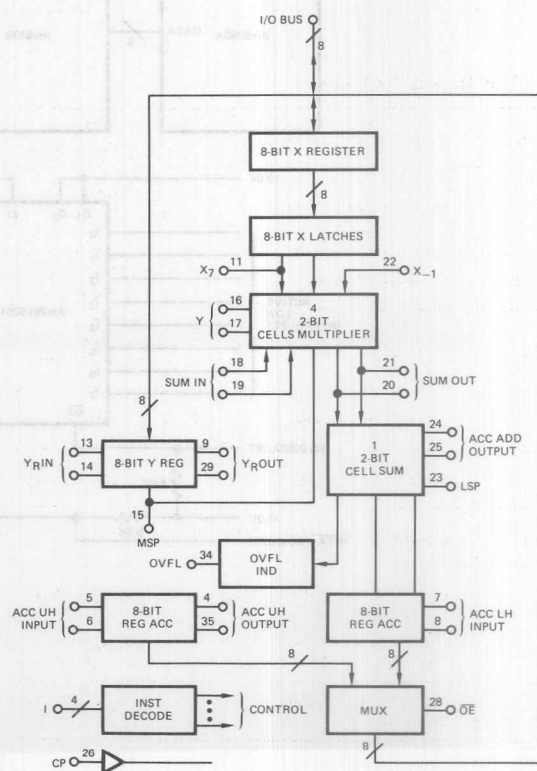 I/O BUS
8
8-BIT X REGISTER
8
8-BIT X LATCHES
X7 11
22 X−1
4
2-BIT
CELLS MULTIPLIER
Y 16
17
18
SUM IN
19
21
SUM OUT
20
8
13
YRIN
14
8-BIT Y REG
9
YROUT
29
15
MSP
1
2-BIT
CELL SUM
24
ACC ADD
OUTPUT
25
23 LSP
OVFL 34
OVFL
IND
5
ACC UH
INPUT
6
8-BIT
REG ACC
4
ACC UH
OUTPUT
35
8-BIT
REG ACC
7
ACC LH
INPUT
8
8
8
I 4
INST
DECODE
CONTROL
MUX
28 OE
8
CP 26